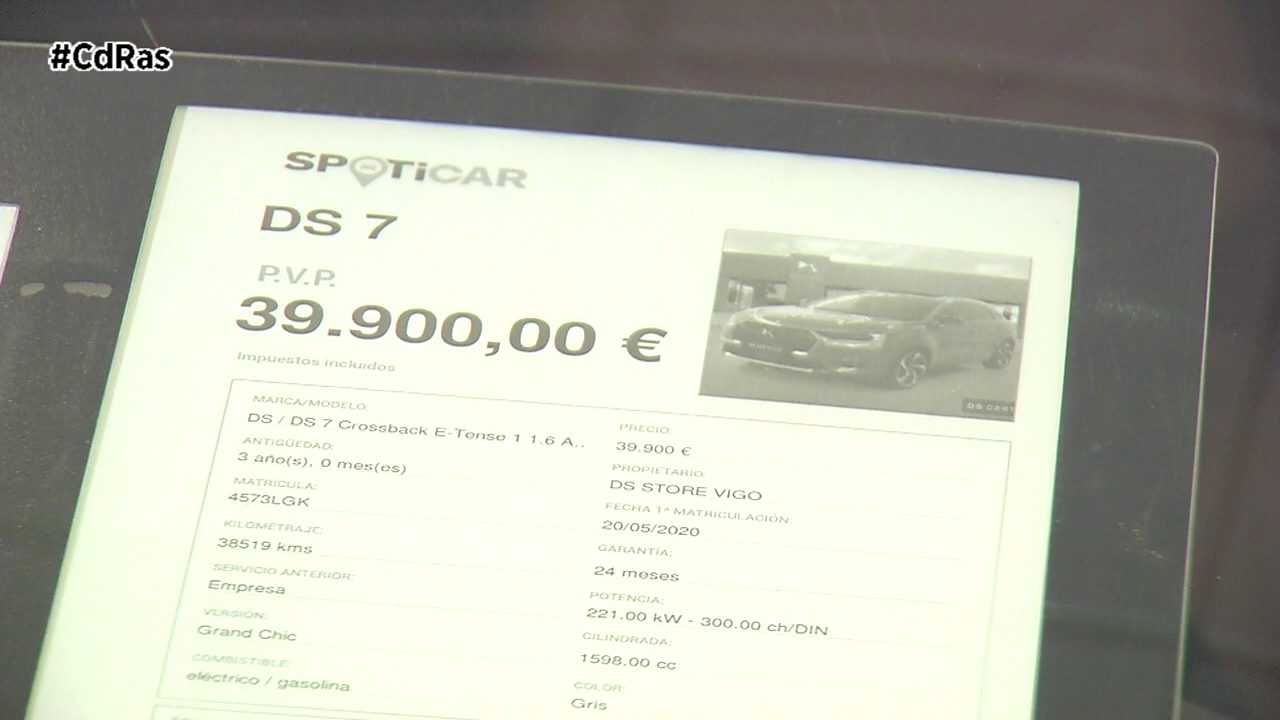 #CdRas
SPOTiCAR
DS 7
P.V.P.
39.900,00 €
Impuestos incluidos
MARCA/MODELO:
DS / DS 7 Crossback E-Tense 1 1.6 A..
ANTIGÜEDAD:
3 año(s), 0 mes(es)
MATRÍCULA:
4573LGK
KILOMETRAJE:
38519 kms
SERVICIO ANTERIOR:
Empresa
VERSIÓN:
Grand Chic
COMBISTIBLE:
eléctrico / gasolina
PRECIO:
39.900 €
PROPIETARIO:
DS STORE VIGO
FECHA 1ª MATRICULACIÓN:
20/05/2020
GARANTÍA:
24 meses
POTENCIA:
221.00 kW - 300.00 ch/DIN
CILINDRADA:
1598.00 cc
COLOR:
Gris